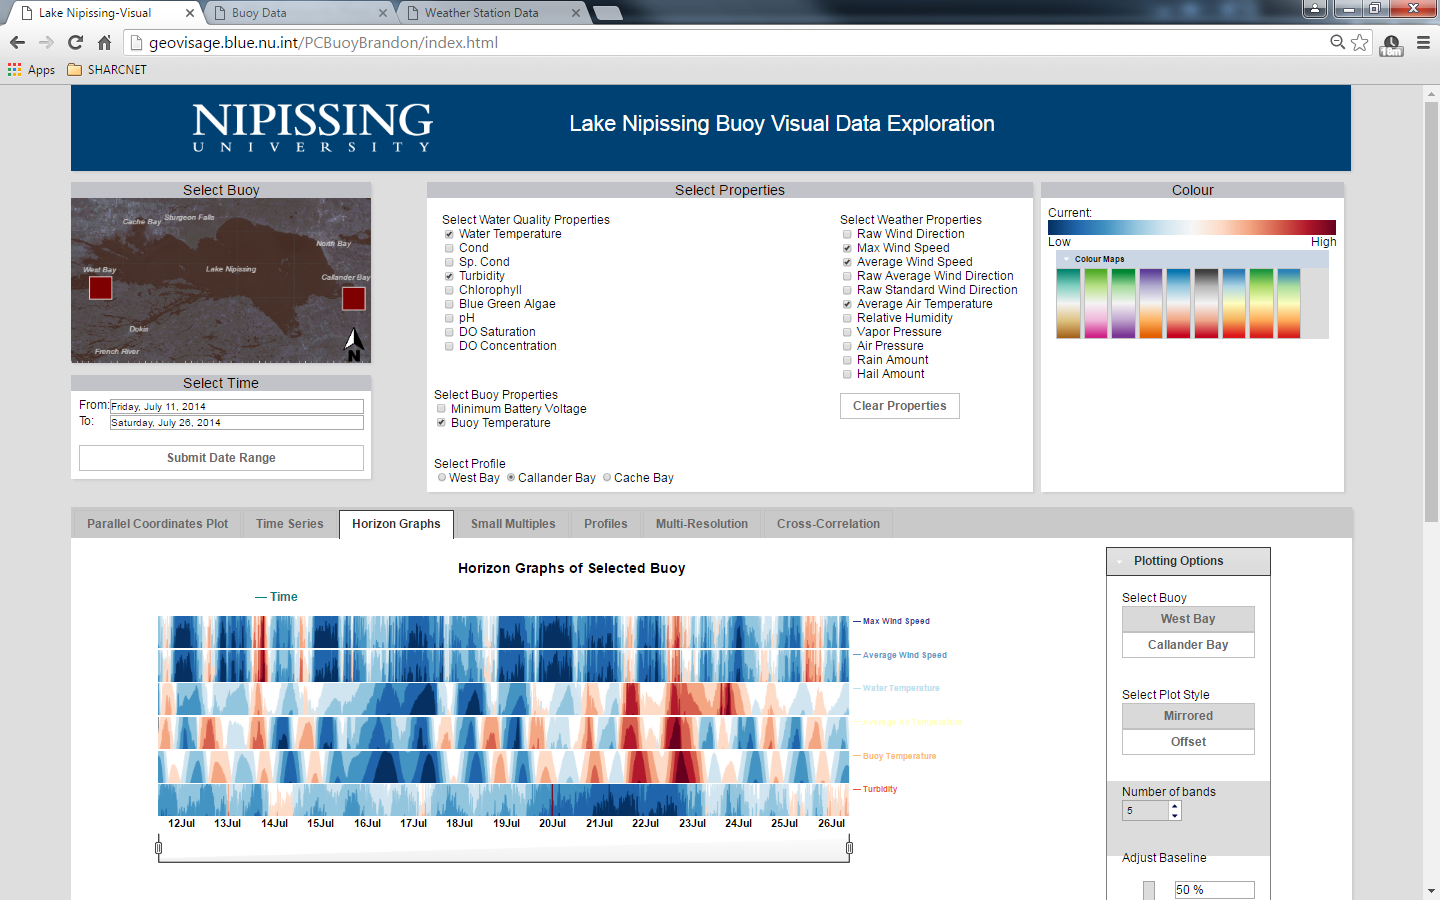 Lake Nipissing-Visual
Buoy Data
Weather Station Data
geovisage.blue.nu.int/PCBuoyBrandon/index.html
18m
Apps
SHARCNET
NIPISSING
UNIVERSITY
Lake Nipissing Buoy Visual Data Exploration
Select Buoy
Cache Bay
Sturgeon Falls
North Bay
West Bay
Lake Nipissing
Callander Bay
Dokis
French River
N
Select Time
From:
Friday, July 11, 2014
To:
Saturday, July 26, 2014
Submit Date Range
Select Properties
Select Water Quality Properties
Water Temperature
Cond
Sp. Cond
Turbidity
Chlorophyll
Blue Green Algae
pH
DO Saturation
DO Concentration
Select Buoy Properties
Minimum Battery Voltage
Buoy Temperature
Select Profile
West Bay
Callander Bay
Cache Bay
Select Weather Properties
Raw Wind Direction
Max Wind Speed
Average Wind Speed
Raw Average Wind Direction
Raw Standard Wind Direction
Average Air Temperature
Relative Humidity
Vapor Pressure
Air Pressure
Rain Amount
Hail Amount
Clear Properties
Colour
Current:
Low
High
Colour Maps
Parallel Coordinates Plot
Time Series
Horizon Graphs
Small Multiples
Profiles
Multi-Resolution
Cross-Correlation
Horizon Graphs of Selected Buoy
Time
Max Wind Speed
Average Wind Speed
Water Temperature
Average Air Temperature
Buoy Temperature
Turbidity
12Jul 13Jul 14Jul 15Jul 16Jul 17Jul 18Jul 19Jul 20Jul 21Jul 22Jul 23Jul 24Jul 25Jul 26Jul
Plotting Options
Select Buoy
West Bay
Callander Bay
Select Plot Style
Mirrored
Offset
Number of bands
5
Adjust Baseline
50 %